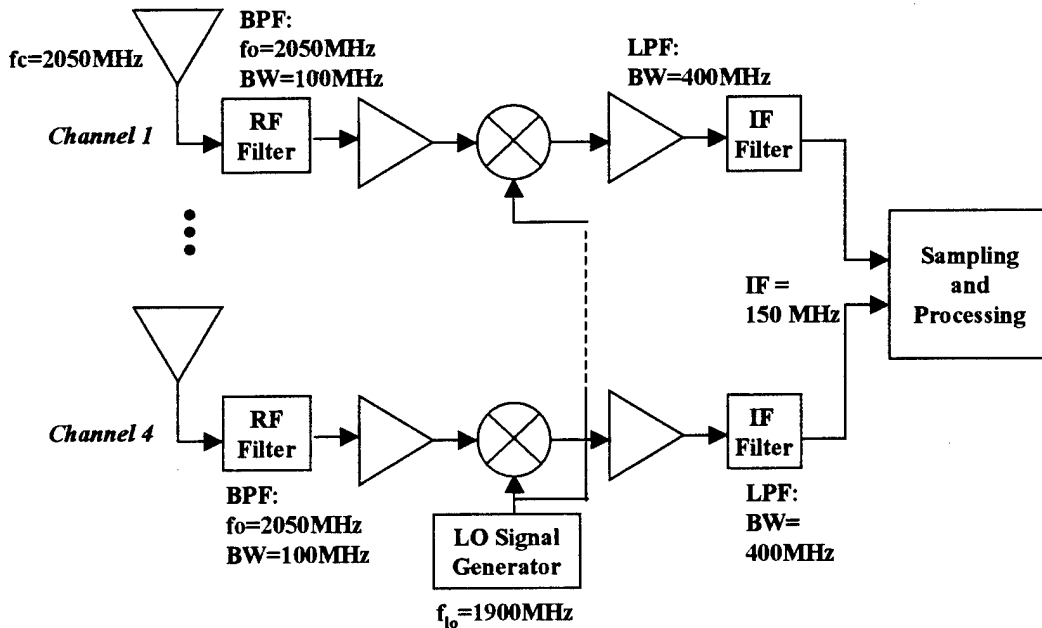 BPF:
fo=2050MHz
BW=100MHz
fc=2050MHz
LPF:
BW=400MHz
Channel 1
RF
Filter
IF
Filter
Sampling
and
Processing
IF =
150 MHz
Channel 4
RF
Filter
IF
Filter
BPF:
fo=2050MHz
BW=100MHz
LO Signal
Generator
LPF:
BW=
400MHz
flo=1900MHz